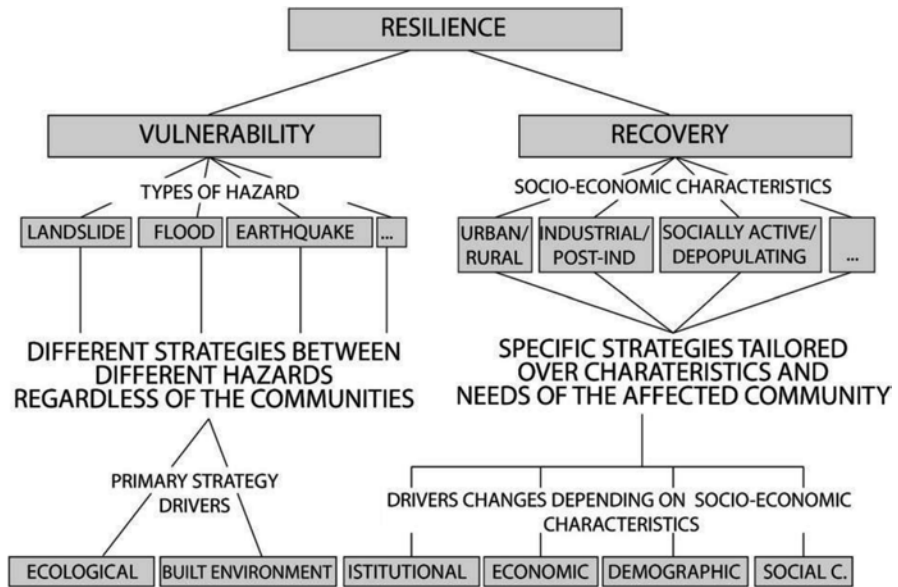 RESILIENCE
VULNERABILITY
RECOVERY
TYPES OF HAZARD
SOCIO-ECONOMIC CHARACTERISTICS
LANDSLIDE
FLOOD
EARTHQUAKE
...
URBAN/
RURAL
INDUSTRIAL/
POST-IND
SOCIALLY ACTIVE/
DEPOPULATING
...
DIFFERENT STRATEGIES BETWEEN
DIFFERENT HAZARDS
REGARDLESS OF THE COMMUNITIES
SPECIFIC STRATEGIES TAILORED
OVER CHARATERISTICS AND
NEEDS OF THE AFFECTED COMMUNITY
PRIMARY STRATEGY
DRIVERS
DRIVERS CHANGES DEPENDING ON SOCIO-ECONOMIC
CHARACTERISTICS
ECOLOGICAL
BUILT ENVIRONMENT
ISTITUTIONAL
ECONOMIC
DEMOGRAPHIC
SOCIAL C.